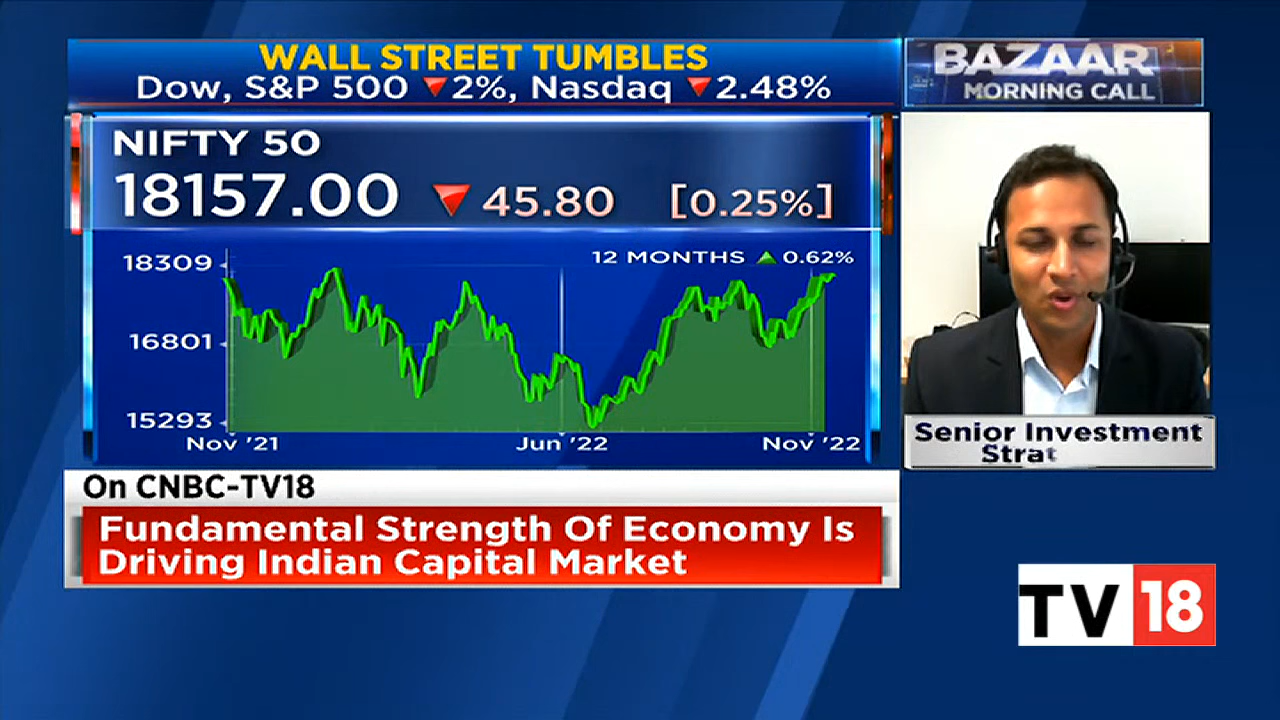 WALL STREET TUMBLES
Dow, S&P 500 ▼2%, Nasdaq ▼2.48%
BAZAAR
MORNING CALL
NIFTY 50
18157.00 ▼ 45.80 [0.25%]
12 MONTHS ▲ 0.62%
18309
16801
15293
Nov '21 Jun '22 Nov '22
Senior Investment
Strat
On CNBC-TV18
Fundamental Strength Of Economy Is
Driving Indian Capital Market
TV18